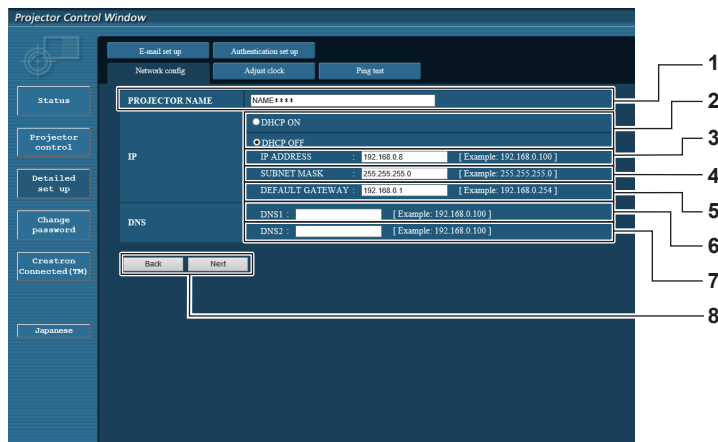 Projector Control Window
E-mail set up
Authentication set up
Network config
Adjust clock
Ping test
Status
Projector
control
Detailed
set up
Change
password
Crestron
Connected(TM)
Japanese
PROJECTOR NAME
NAME****
IP
DHCP ON
DHCP OFF
IP ADDRESS : 192.168.0.8 [ Example: 192.168.0.100 ]
SUBNET MASK : 255.255.255.0 [ Example: 255.255.255.0 ]
DEFAULT GATEWAY : 192.168.0.1 [ Example: 192.168.0.254 ]
DNS
DNS1 : [ Example: 192.168.0.100 ]
DNS2 : [ Example: 192.168.0.100 ]
Back
Next
1
2
3
4
5
6
7
8